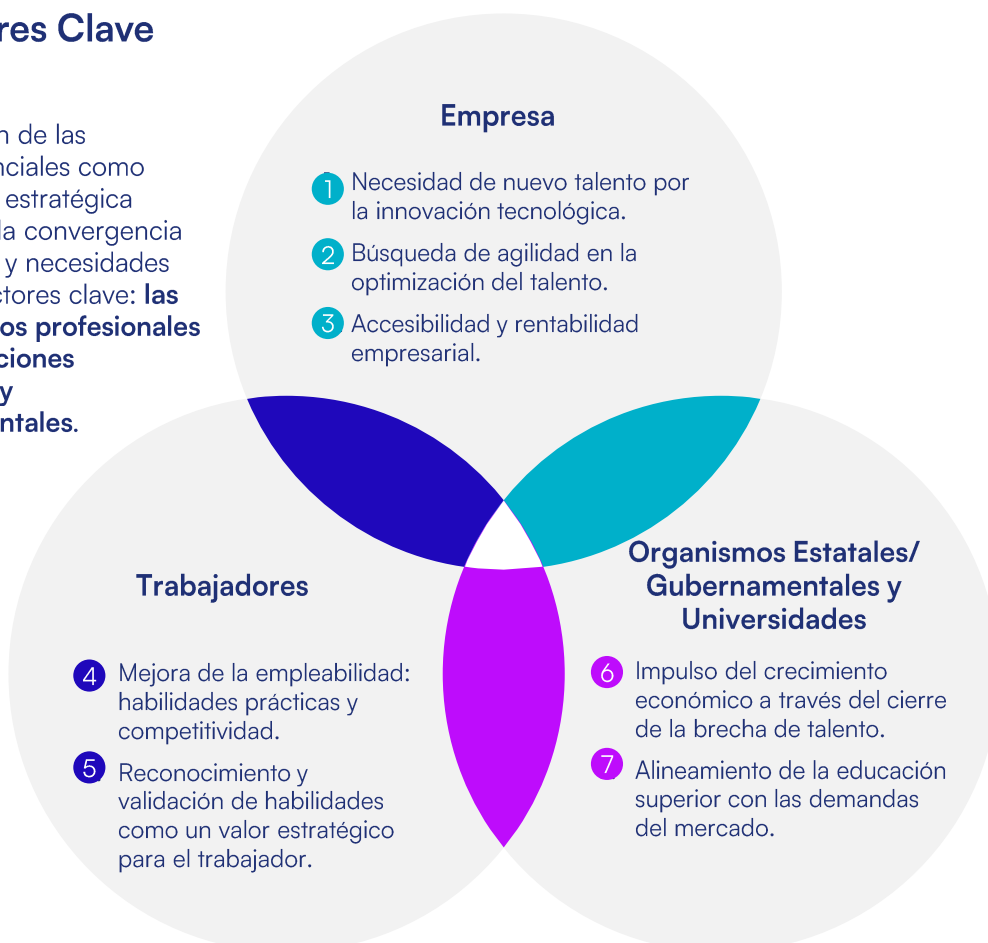 res Clave
n de las
nciales como
estratégica
la convergencia
y necesidades
ctores clave: las
os profesionales
ciones
y
ntales.
Empresa
1 Necesidad de nuevo talento por
la innovación tecnológica.
2 Búsqueda de agilidad en la
optimización del talento.
3 Accesibilidad y rentabilidad
empresarial.
Trabajadores
4 Mejora de la empleabilidad:
habilidades prácticas y
competitividad.
5 Reconocimiento y
validación de habilidades
como un valor estratégico
para el trabajador.
Organismos Estatales/
Gubernamentales y
Universidades
6 Impulso del crecimiento
económico a través del cierre
de la brecha de talento.
7 Alineamiento de la educación
superior con las demandas
del mercado.